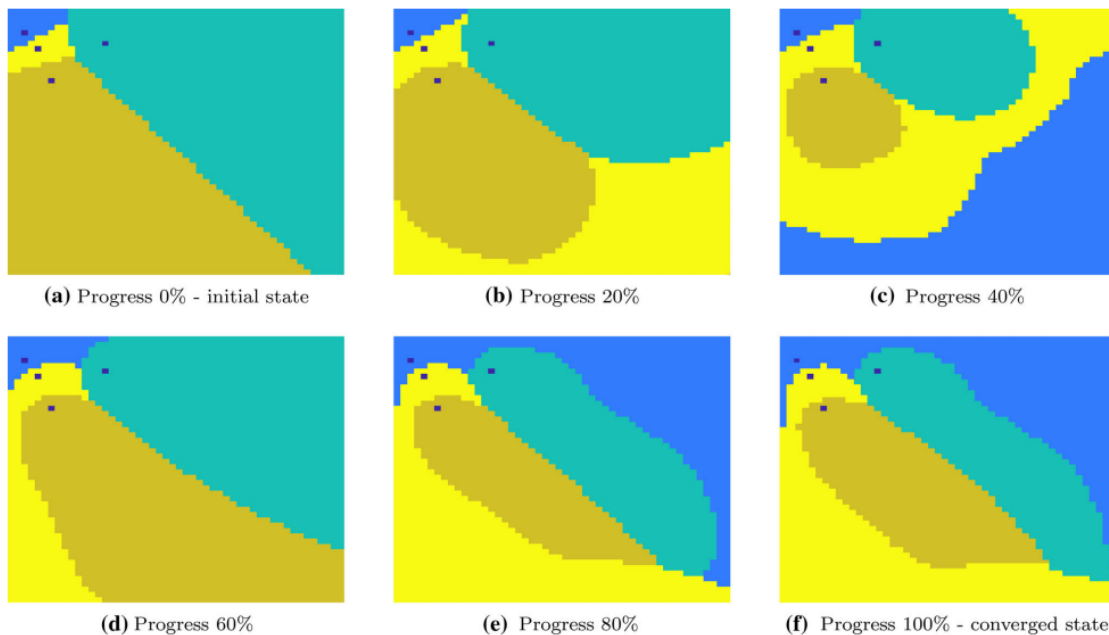 (a) Progress 0% - initial state
(b) Progress 20%
(c) Progress 40%
(d) Progress 60%
(e) Progress 80%
(f) Progress 100% - converged state